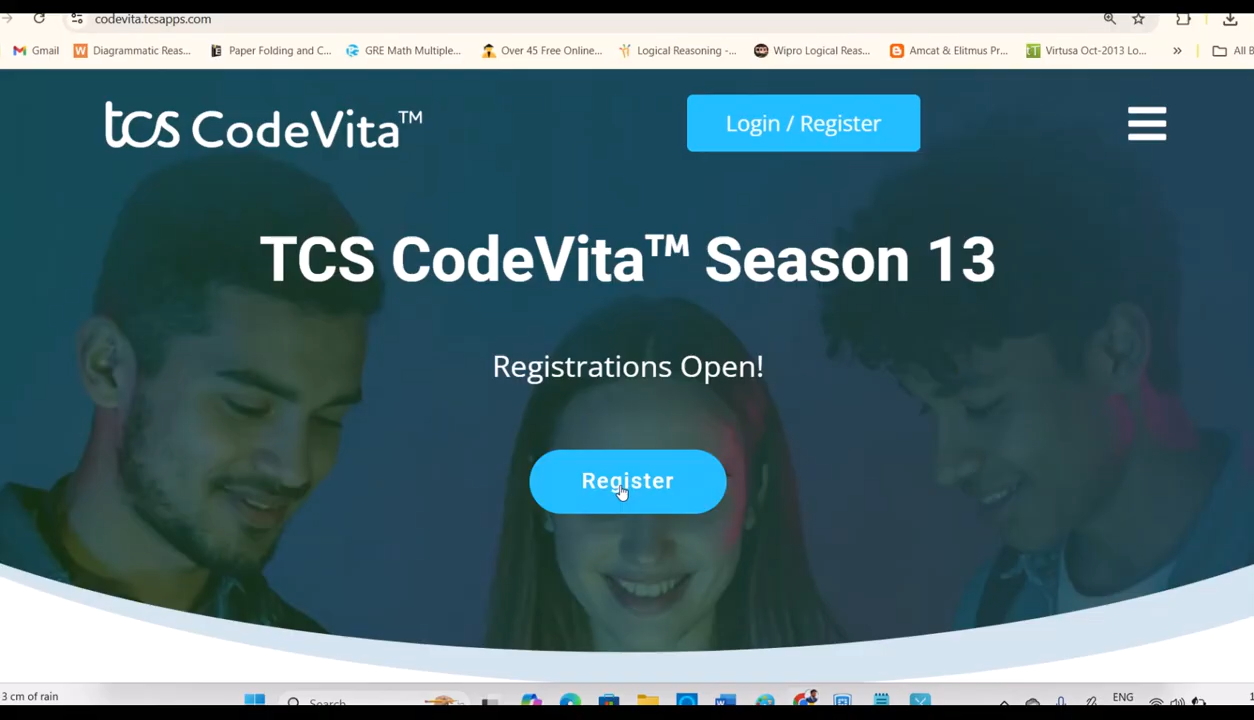 codevita.tcsapps.com
Gmail
Diagrammatic Reas...
Paper Folding and C...
GRE Math Multiple...
Over 45 Free Online...
Logical Reasoning -...
Wipro Logical Reas...
Amcat & Elitmus Pr...
Virtusa Oct-2013 Lo...
»
All B
tcs CodeVita™
Login / Register
TCS CodeVita™ Season 13
Registrations Open!
Register
3 cm of rain
Search
ENG